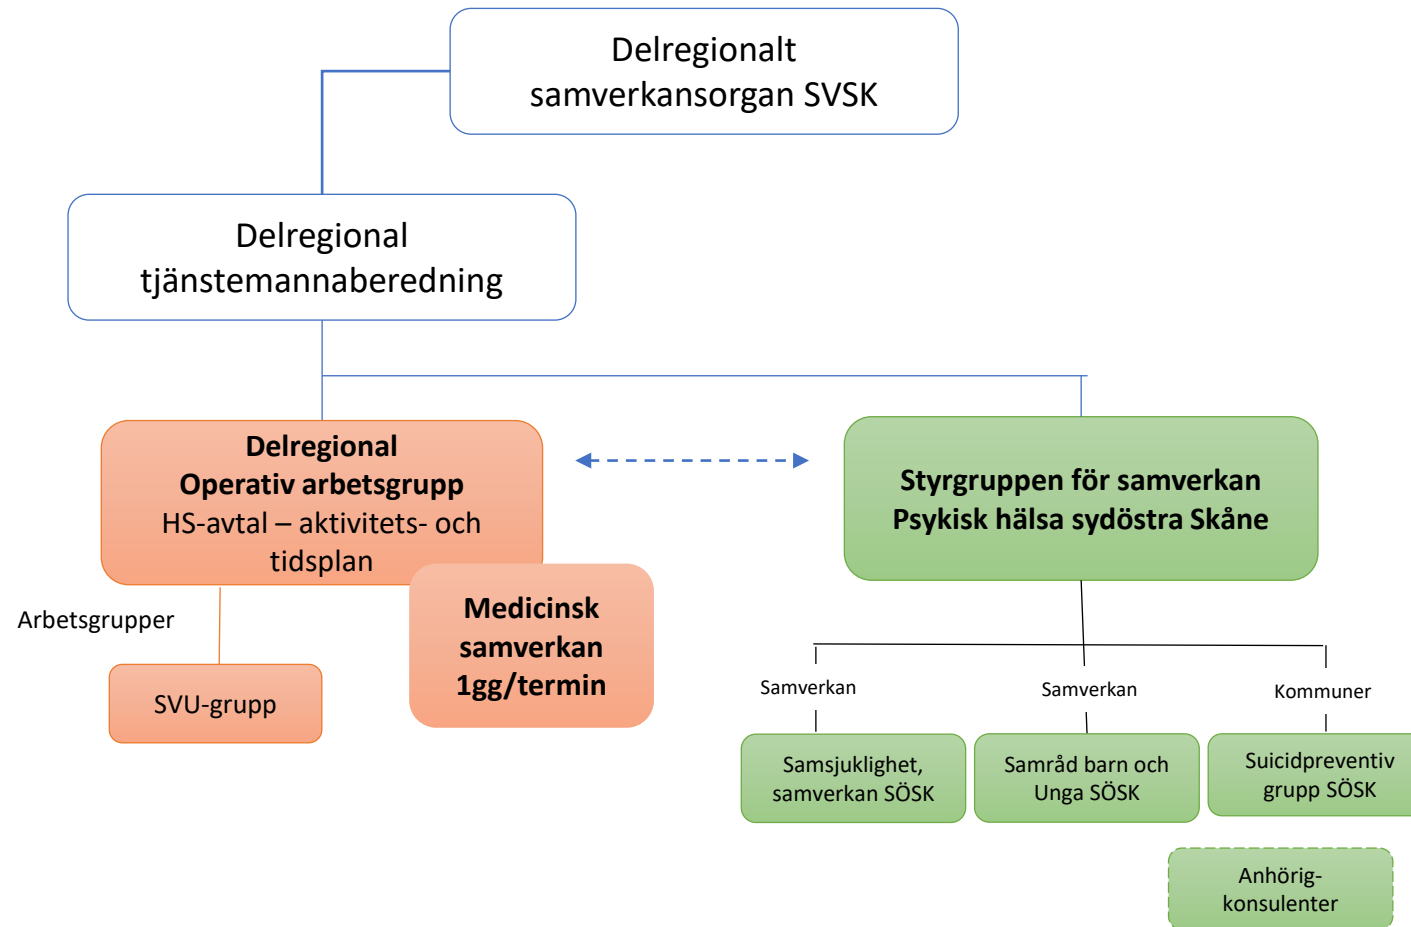 Delregionalt
samverkansorgan SVSK
Delregional
tjänstemannaberedning
Delregional
Operativ arbetsgrupp
HS-avtal – aktivitets- och
tidsplan
Styrgruppen för samverkan
Psykisk hälsa sydöstra Skåne
Arbetsgrupper
Medicinsk
samverkan
1gg/termin
SVU-grupp
Samverkan
Samverkan
Kommuner
Samsjuklighet,
samverkan SÖSK
Samråd barn och
Unga SÖSK
Suicidpreventiv
grupp SÖSK
Anhörig-
konsulenter